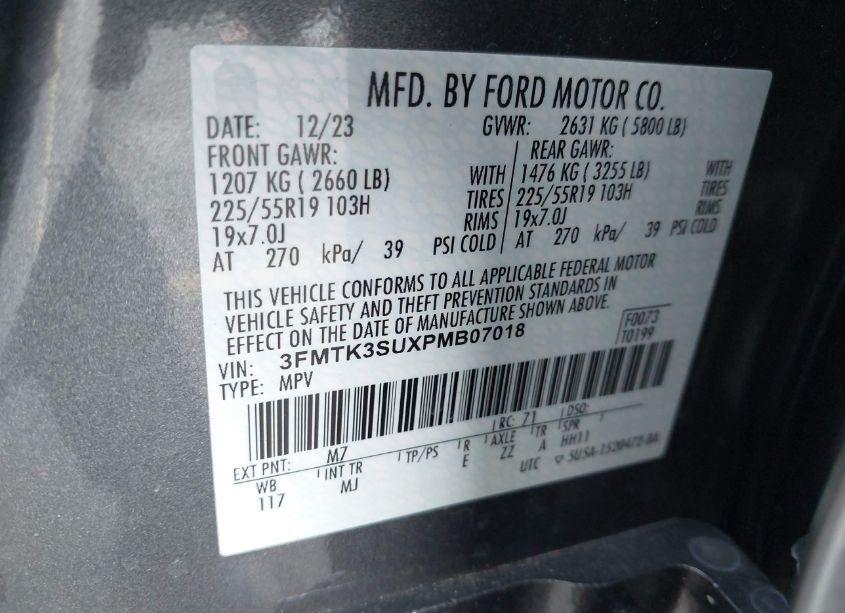 MFD. BY FORD MOTOR CO.
DATE: 12/23 GVWR: 2631 KG ( 5800 LB)
FRONT GAWR: REAR GAWR:
1207 KG ( 2660 LB) WITH 1476 KG ( 3255 LB) WITH
225/55R19 103H TIRES 225/55R19 103H TIRES
19x7.0J RIMS 19x7.0J RIMS
AT 270 kPa/ 39 PSI COLD AT 270 kPa/ 39 PSI COLD
THIS VEHICLE CONFORMS TO ALL APPLICABLE FEDERAL MOTOR
VEHICLE SAFETY AND THEFT PREVENTION STANDARDS IN
EFFECT ON THE DATE OF MANUFACTURE SHOWN ABOVE.
VIN: 3FMTK3SUXPMB07018 F0073
TYPE: MPV T0199
RC: 71 DSO:
EXT PNT: M7 TP/PS R AXLE TR SPR
WB INT TR E ZZ A HH11
117 MJ UTC